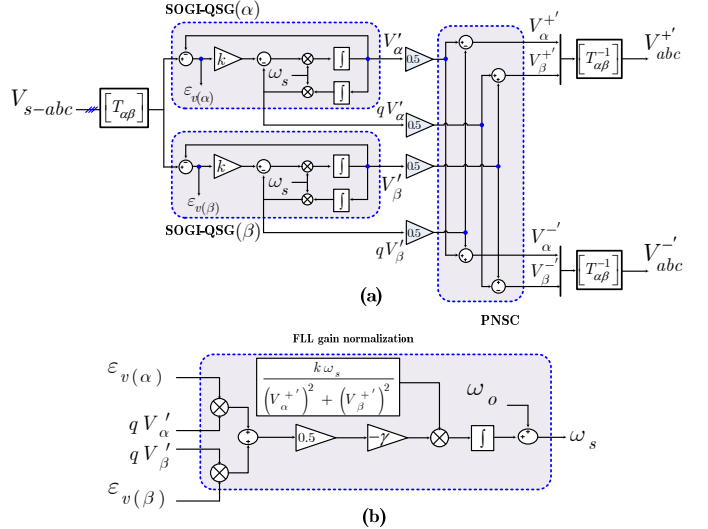 SOGI-QSG(α)
V'α
0.5
V+'α
V+'β
[T⁻¹αβ]
V+'abc
k
ωs
∫
∫
εv(α)
Vs−abc
[Tαβ]
qV'α
0.5
k
ωs
∫
∫
V'β
0.5
εv(β)
SOGI-QSG(β)
qV'β
0.5
V−'α
V−'β
[T⁻¹αβ]
V−'abc
(a)
PNSC
FLL gain normalization
εv(α)
k ωs
(V+'α)² + (V+'β)²
ωo
qV'α
0.5
−γ
∫
ωs
qV'β
εv(β)
(b)